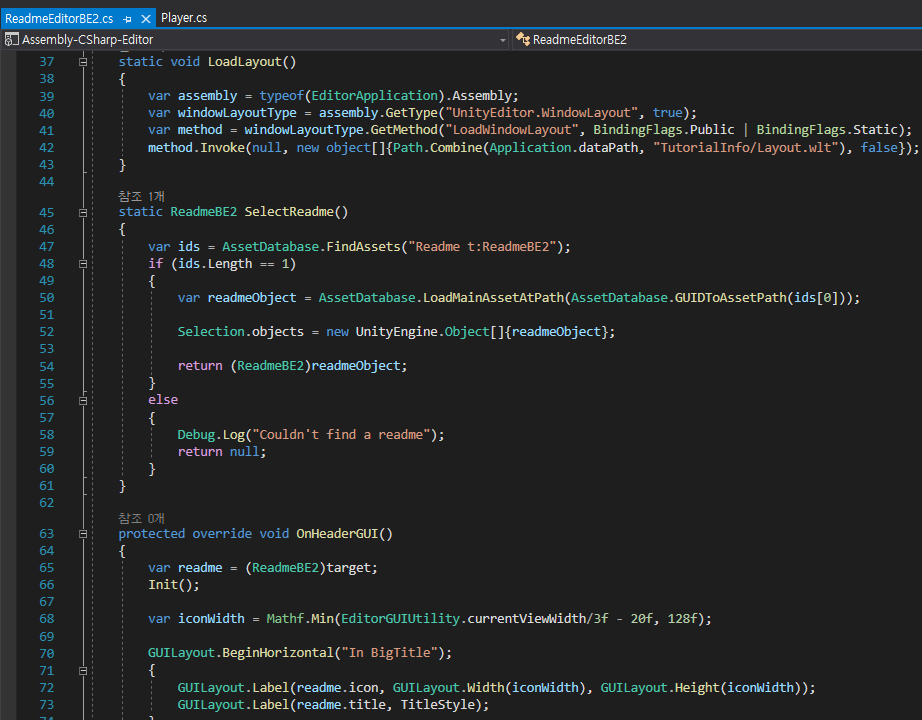 ReadmeEditorBE2.cs Player.cs
Assembly-CSharp-Editor ReadmeEditorBE2
37 static void LoadLayout()
38 {
39 var assembly = typeof(EditorApplication).Assembly;
40 var windowLayoutType = assembly.GetType("UnityEditor.WindowLayout", true);
41 var method = windowLayoutType.GetMethod("LoadWindowLayout", BindingFlags.Public | BindingFlags.Static);
42 method.Invoke(null, new object[]{Path.Combine(Application.dataPath, "TutorialInfo/Layout.wlt"), false});
43 }
44
참조 1개
45 static ReadmeBE2 SelectReadme()
46 {
47 var ids = AssetDatabase.FindAssets("Readme t:ReadmeBE2");
48 if (ids.Length == 1)
49 {
50 var readmeObject = AssetDatabase.LoadMainAssetAtPath(AssetDatabase.GUIDToAssetPath(ids[0]));
51
52 Selection.objects = new UnityEngine.Object[]{readmeObject};
53
54 return (ReadmeBE2)readmeObject;
55 }
56 else
57 {
58 Debug.Log("Couldn't find a readme");
59 return null;
60 }
61 }
62
참조 0개
63 protected override void OnHeaderGUI()
64 {
65 var readme = (ReadmeBE2)target;
66 Init();
67
68 var iconWidth = Mathf.Min(EditorGUIUtility.currentViewWidth/3f - 20f, 128f);
69
70 GUILayout.BeginHorizontal("In BigTitle");
71 {
72 GUILayout.Label(readme.icon, GUILayout.Width(iconWidth), GUILayout.Height(iconWidth));
73 GUILayout.Label(readme.title, TitleStyle);